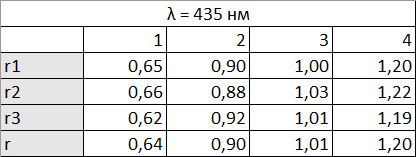 λ = 435 нм
1 2 3 4
r1 0,65 0,90 1,00 1,20
r2 0,66 0,88 1,03 1,22
r3 0,62 0,92 1,01 1,19
r 0,64 0,90 1,01 1,20